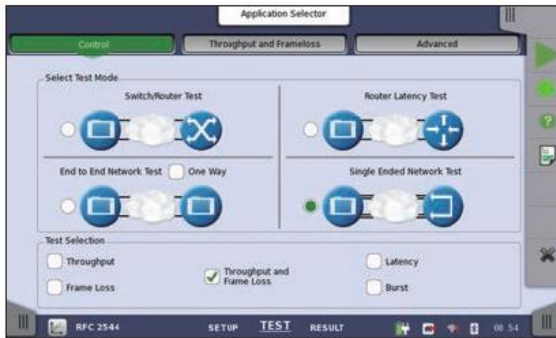 Application Selector
Control
Throughput and Frameloss
Advanced
Select Test Mode
Switch/Router Test
Router Latency Test
End to End Network Test
One Way
Single Ended Network Test
Test Selection
Throughput
Throughput and
Frame Loss
Latency
Frame Loss
Burst
RFC 2544
SETUP
TEST
RESULT
08 54